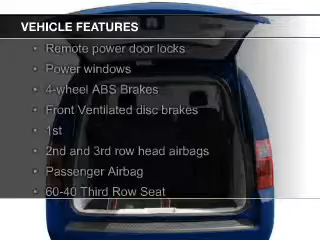 VEHICLE FEATURES
• Remote power door locks
• Power windows
• 4-wheel ABS Brakes
• Front Ventilated disc brakes
• 1st
• 2nd and 3rd row head airbags
• Passenger Airbag
• 60-40 Third Row Seat